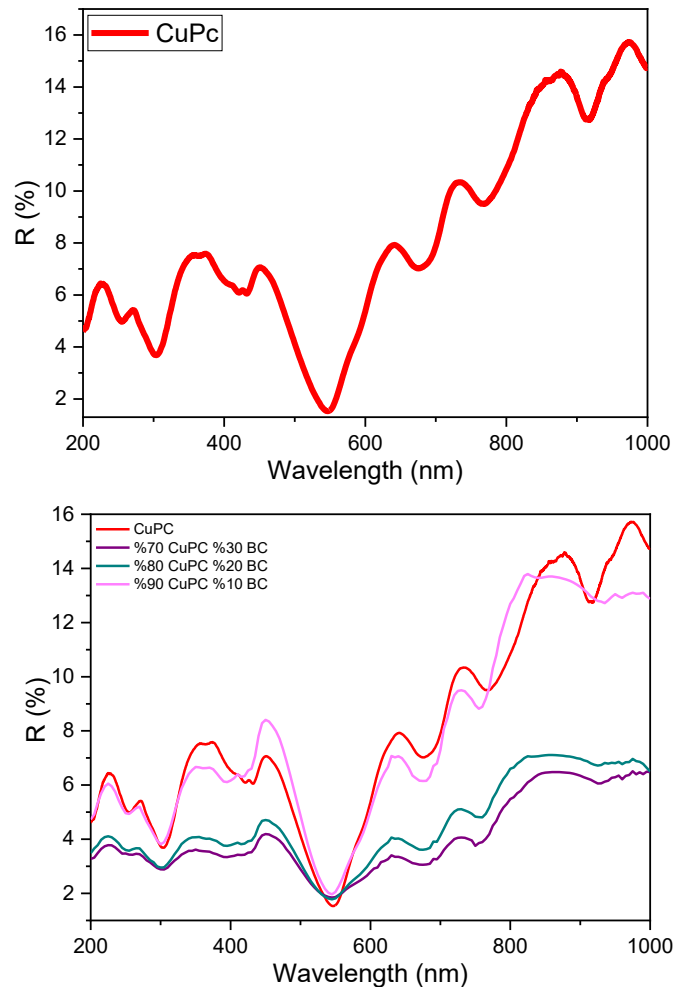 CuPc
R (%)
16
14
12
10
8
6
4
2
200 400 600 800 1000
Wavelength (nm)
CuPC
%70 CuPC %30 BC
%80 CuPC %20 BC
%90 CuPC %10 BC
R (%)
16
14
12
10
8
6
4
2
200 400 600 800 1000
Wavelength (nm)